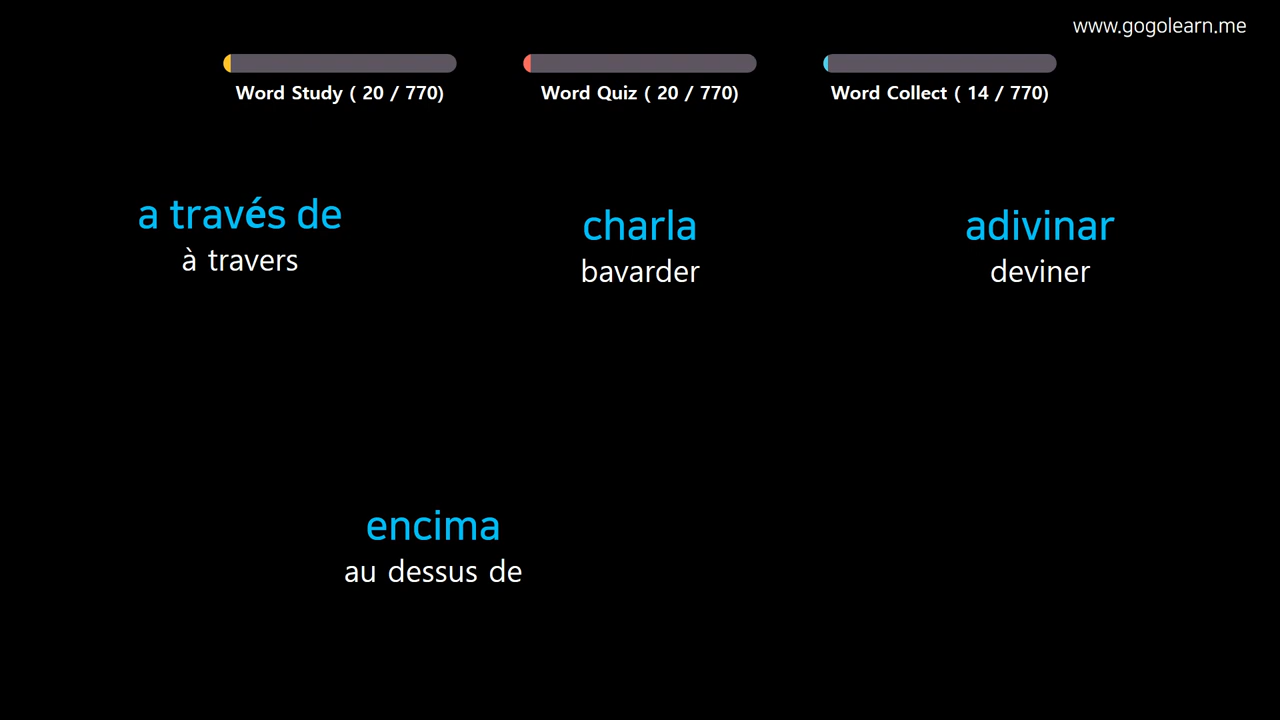 www.gogolearn.me
Word Study ( 20 / 770)
Word Quiz ( 20 / 770)
Word Collect ( 14 / 770)
a través de
à travers
charla
bavarder
adivinar
deviner
encima
au dessus de